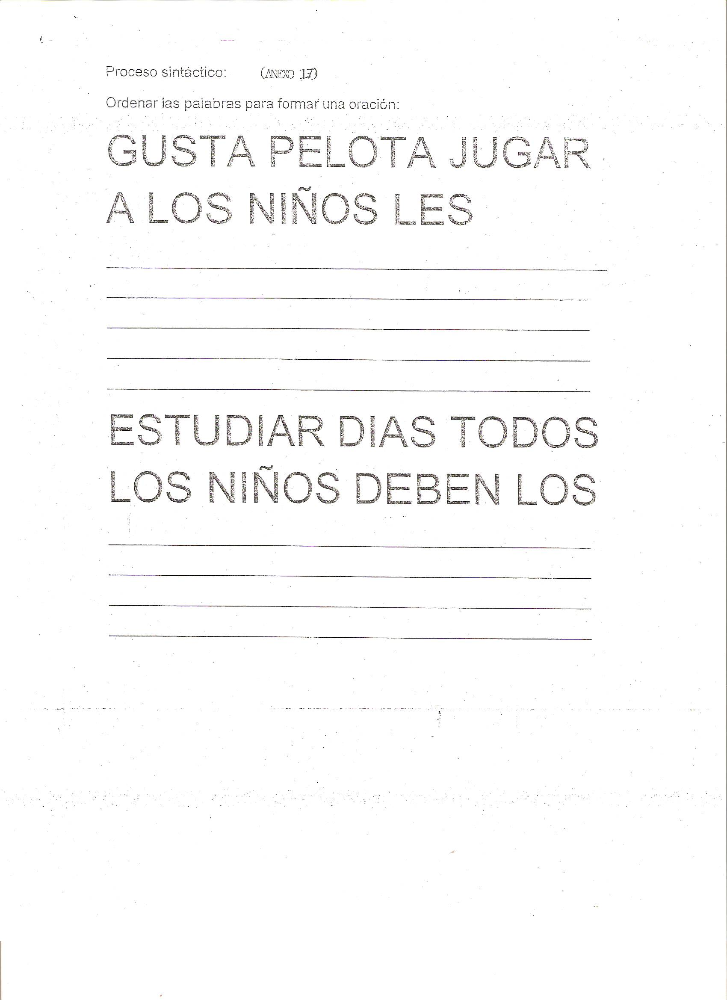 Proceso sintáctico: (ANEXO 17)
Ordenar las palabras para formar una oración:
GUSTA PELOTA JUGAR
A LOS NIÑOS LES
ESTUDIAR DIAS TODOS
LOS NIÑOS DEBEN LOS